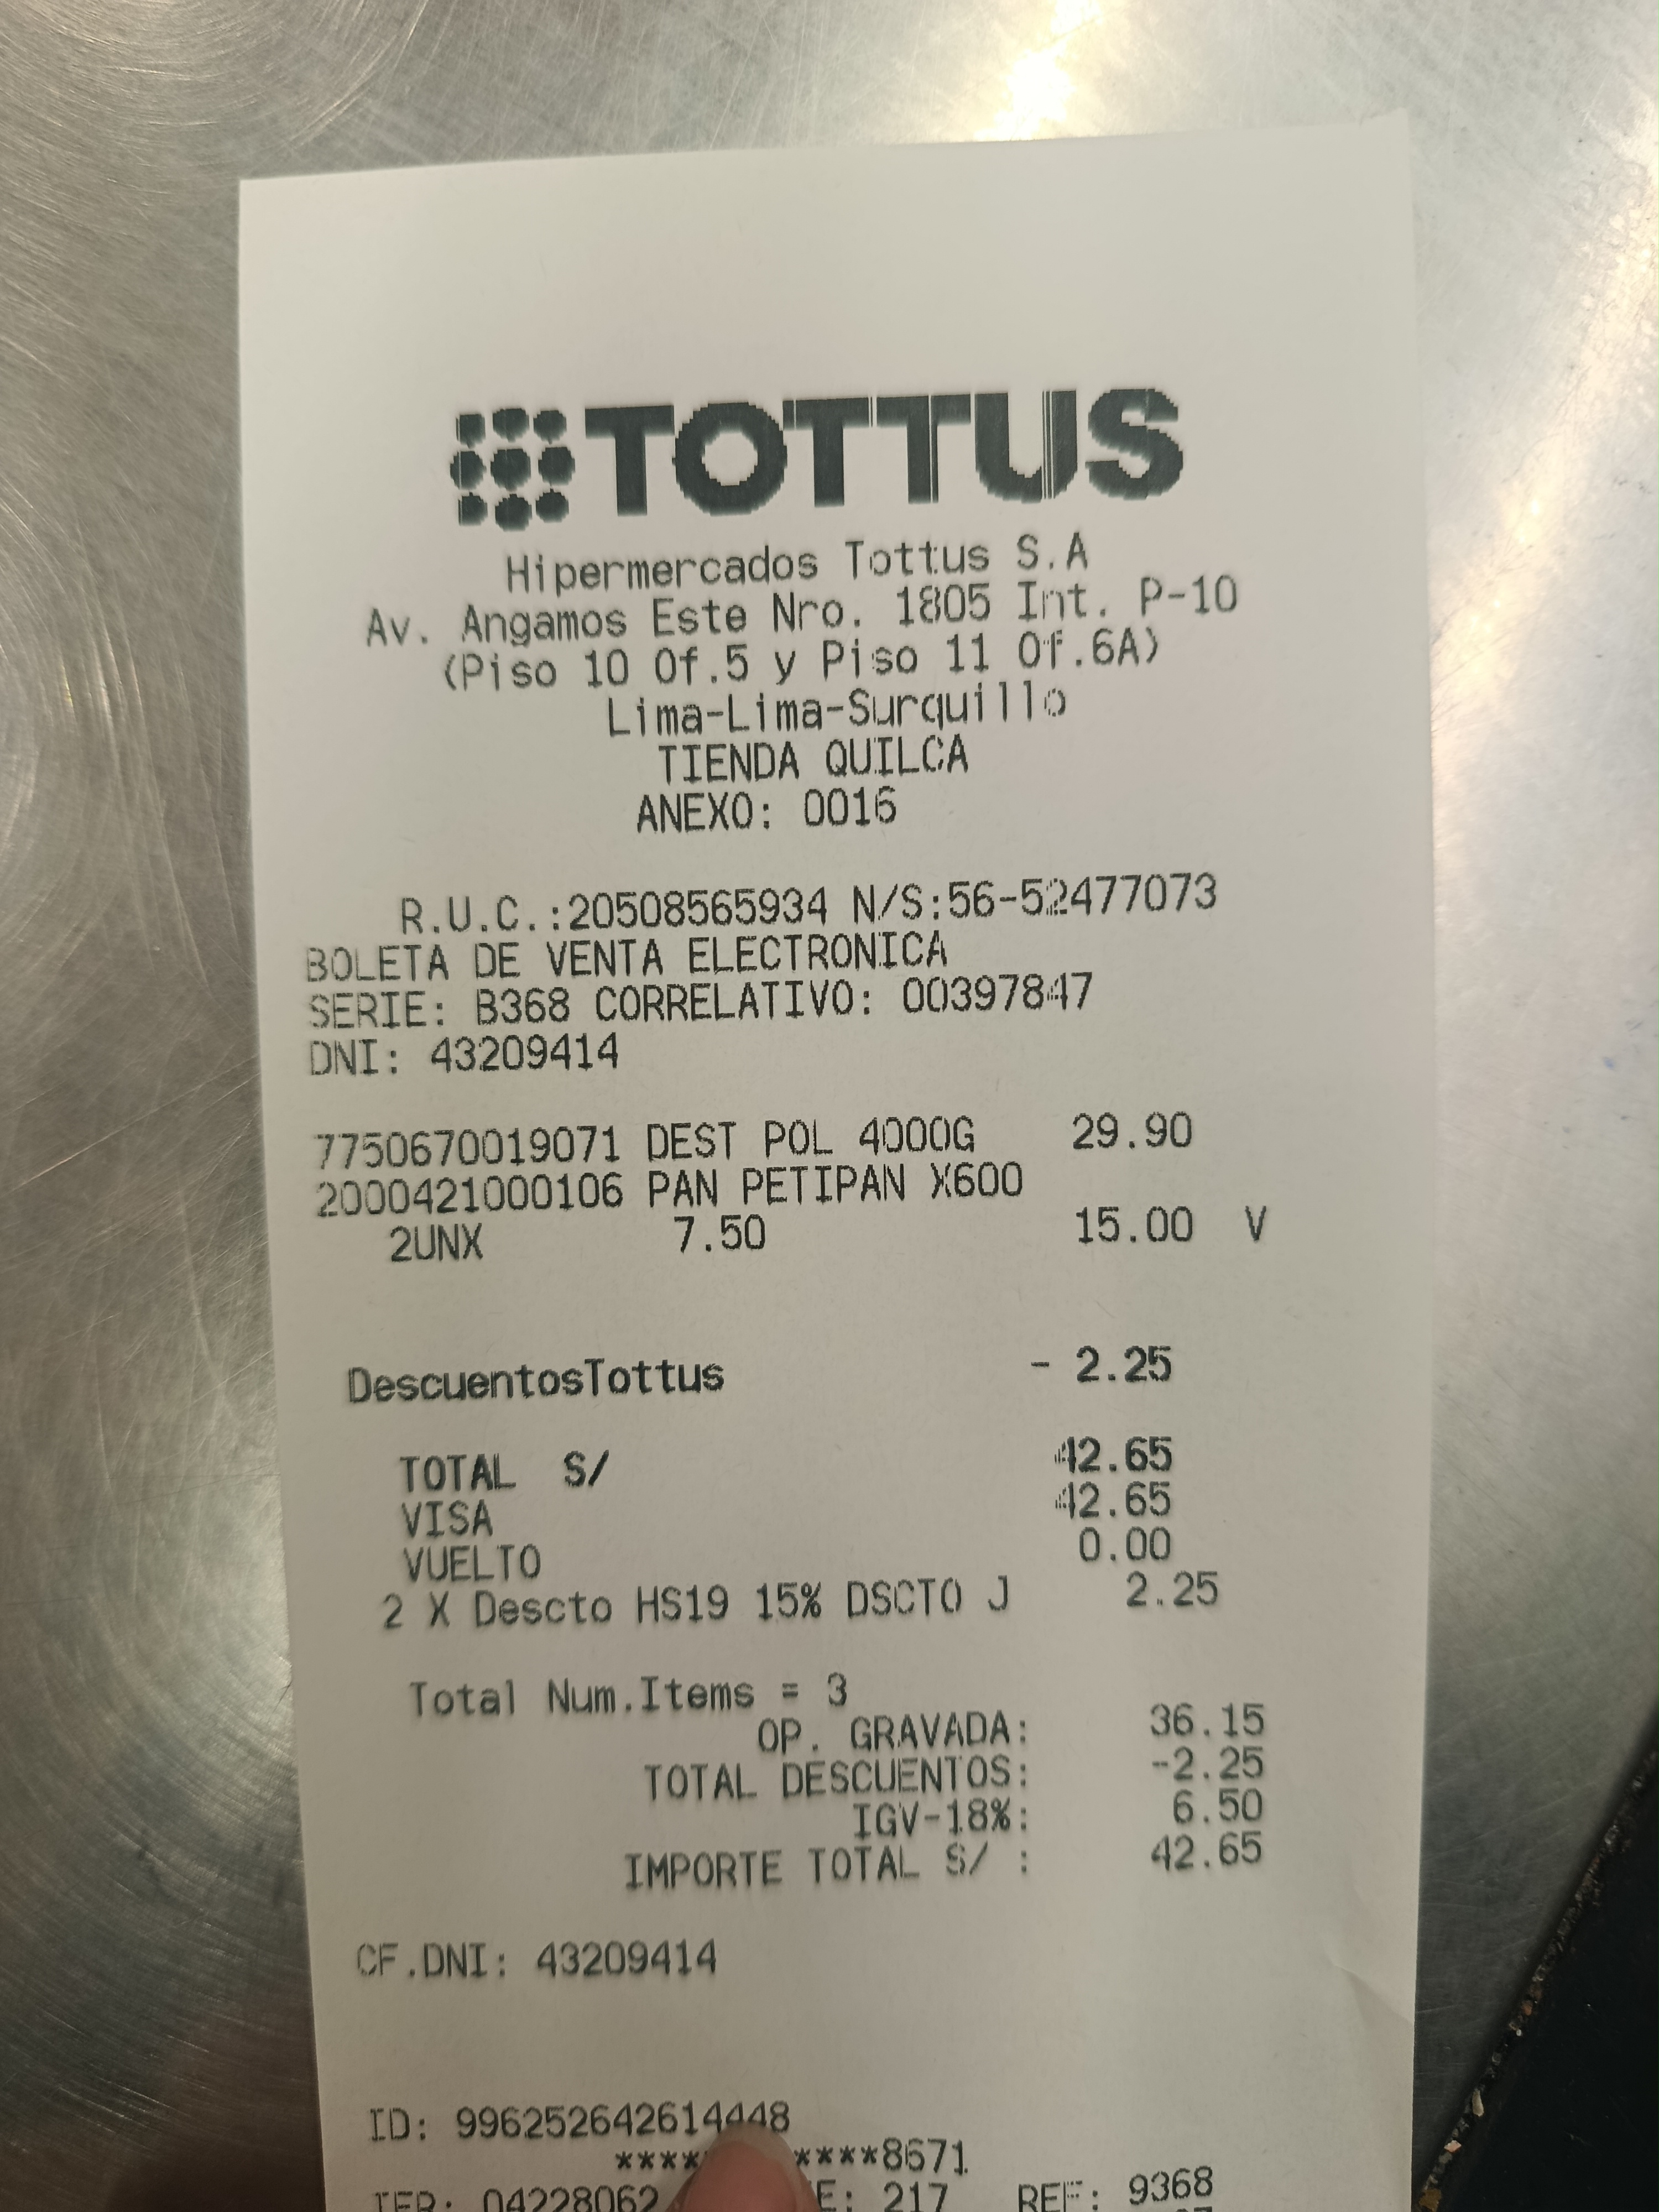 TOTTUS
Hipermercados Tottus S.A
Av. Angamos Este Nro. 1805 Int. P-10
(Piso 10 Of.5 y Piso 11 Of.6A)
Lima-Lima-Surquillo
TIENDA QUILCA
ANEXO: 0016
R.U.C.:20508565934 N/S:56-52477073
BOLETA DE VENTA ELECTRONICA
SERIE: B368 CORRELATIVO: 00397847
DNI: 43209414
7750670019071 DEST POL 4000G 29.90
2000421000106 PAN PETIPAN X600
2UNX 7.50 15.00 V
DescuentosTottus - 2.25
TOTAL S/ 42.65
VISA 42.65
VUELTO 0.00
2 X Descto HS19 15% DSCTO J 2.25
Total Num.Items = 3
OP. GRAVADA: 36.15
TOTAL DESCUENTOS: -2.25
IGV-18%: 6.50
IMPORTE TOTAL S/ : 42.65
CF.DNI: 43209414
ID: 996252642614448
****  ****8671
TER: 04228062 E: 217 REF: 9368